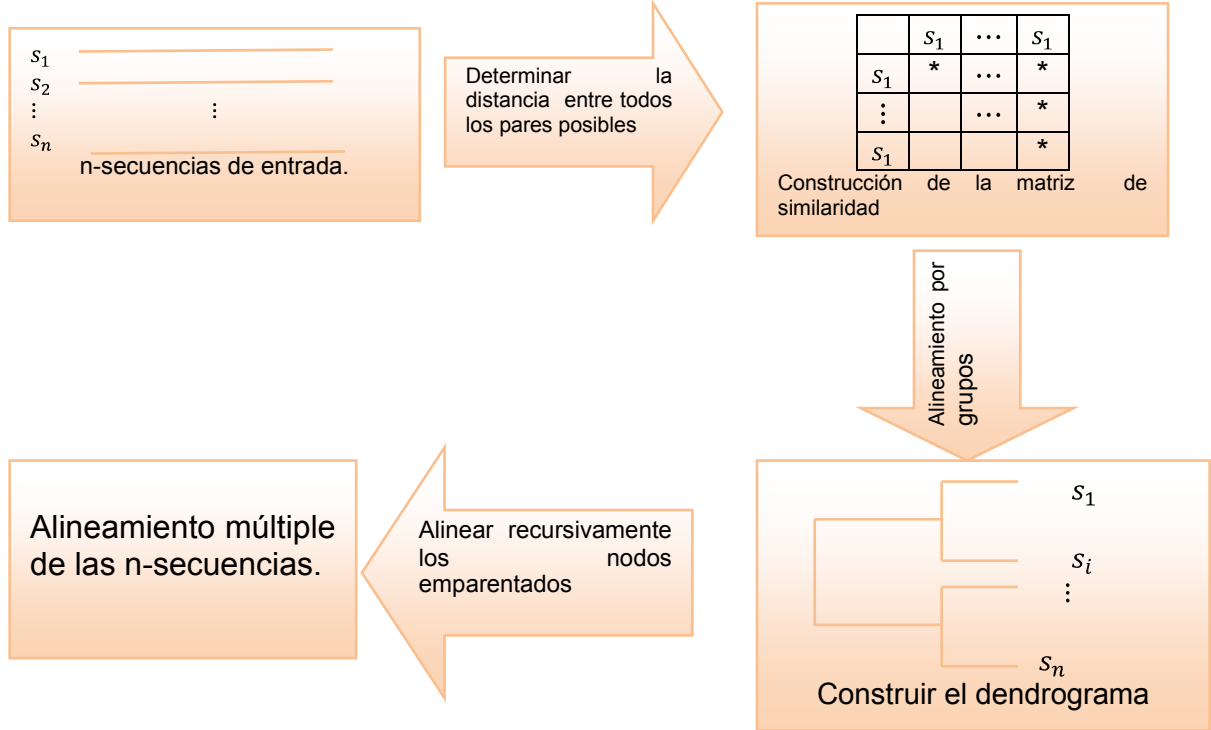 s₁
s₂
⋮ ⋮
sₙ
n-secuencias de entrada.
Determinar la
distancia entre todos
los pares posibles
s₁ ⋯ s₁
s₁ * ⋯ *
⋮ ⋯ *
s₁ *
Construcción de la matriz de
similaridad
Alineamiento por
grupos
s₁
sᵢ
⋮
sₙ
Construir el dendrograma
Alinear recursivamente
los nodos
emparentados
Alineamiento múltiple
de las n-secuencias.